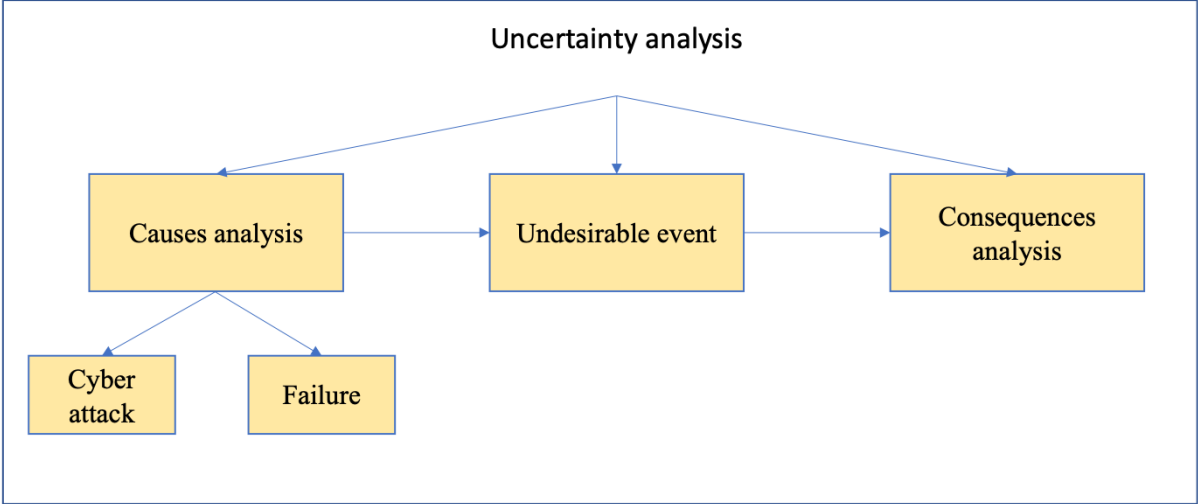 Uncertainty analysis
Causes analysis
Undesirable event
Consequences
analysis
Cyber
attack
Failure